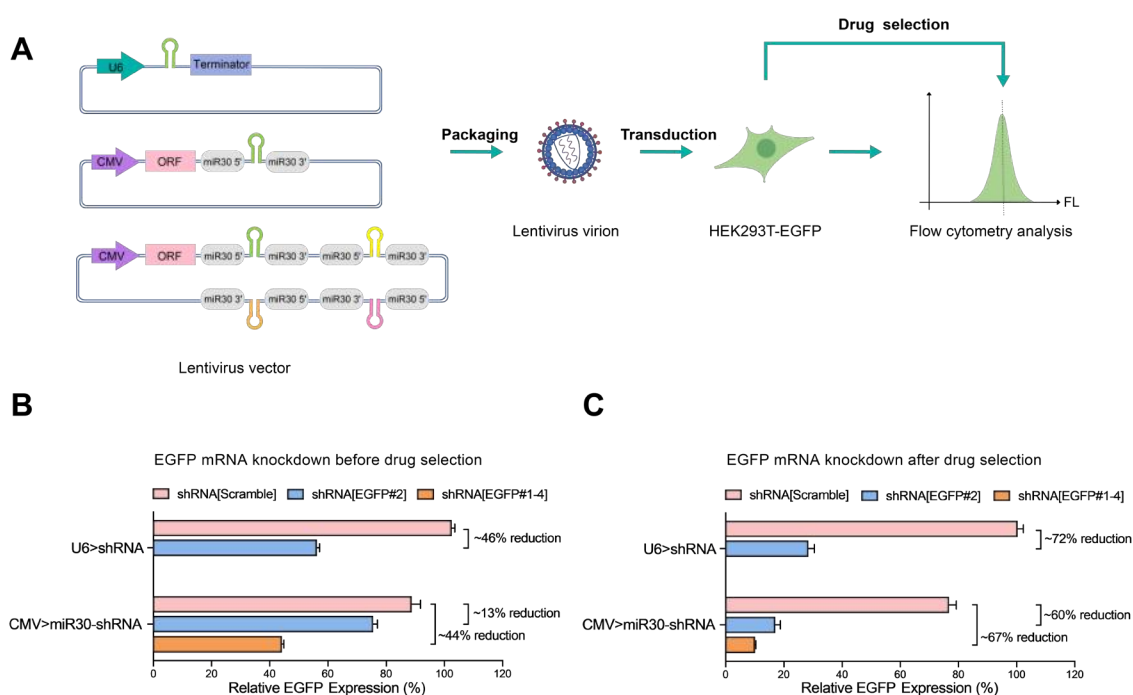 A
U6
Terminator
CMV
ORF
miR30 5'
miR30 3'
CMV
ORF
miR30 5'
miR30 3'
miR30 5'
miR30 3'
miR30 3'
miR30 5'
miR30 3'
miR30 5'
Lentivirus vector
Packaging
Lentivirus virion
Transduction
HEK293T-EGFP
Drug selection
FL
Flow cytometry analysis
B
EGFP mRNA knockdown before drug selection
shRNA[Scramble]
shRNA[EGFP#2]
shRNA[EGFP#1-4]
U6>shRNA
~46% reduction
CMV>miR30-shRNA
~13% reduction
~44% reduction
0 20 40 60 80 100 120
Relative EGFP Expression (%)
C
EGFP mRNA knockdown after drug selection
shRNA[Scramble]
shRNA[EGFP#2]
shRNA[EGFP#1-4]
U6>shRNA
~72% reduction
CMV>miR30-shRNA
~60% reduction
~67% reduction
0 20 40 60 80 100 120
Relative EGFP Expression (%)